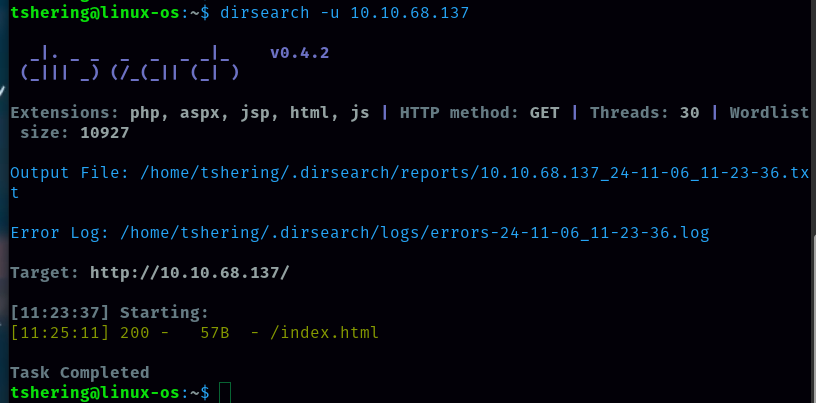 tshering@linux-os:~$ dirsearch -u 10.10.68.137
  _|. _ _  _  _  _ _|_    v0.4.2
 (_||| _) (/_(_|| (_| )
Extensions: php, aspx, jsp, html, js | HTTP method: GET | Threads: 30 | Wordlist
 size: 10927
Output File: /home/tshering/.dirsearch/reports/10.10.68.137_24-11-06_11-23-36.tx
t
Error Log: /home/tshering/.dirsearch/logs/errors-24-11-06_11-23-36.log
Target: http://10.10.68.137/
[11:23:37] Starting:
[11:25:11] 200 -   57B  - /index.html
Task Completed
tshering@linux-os:~$